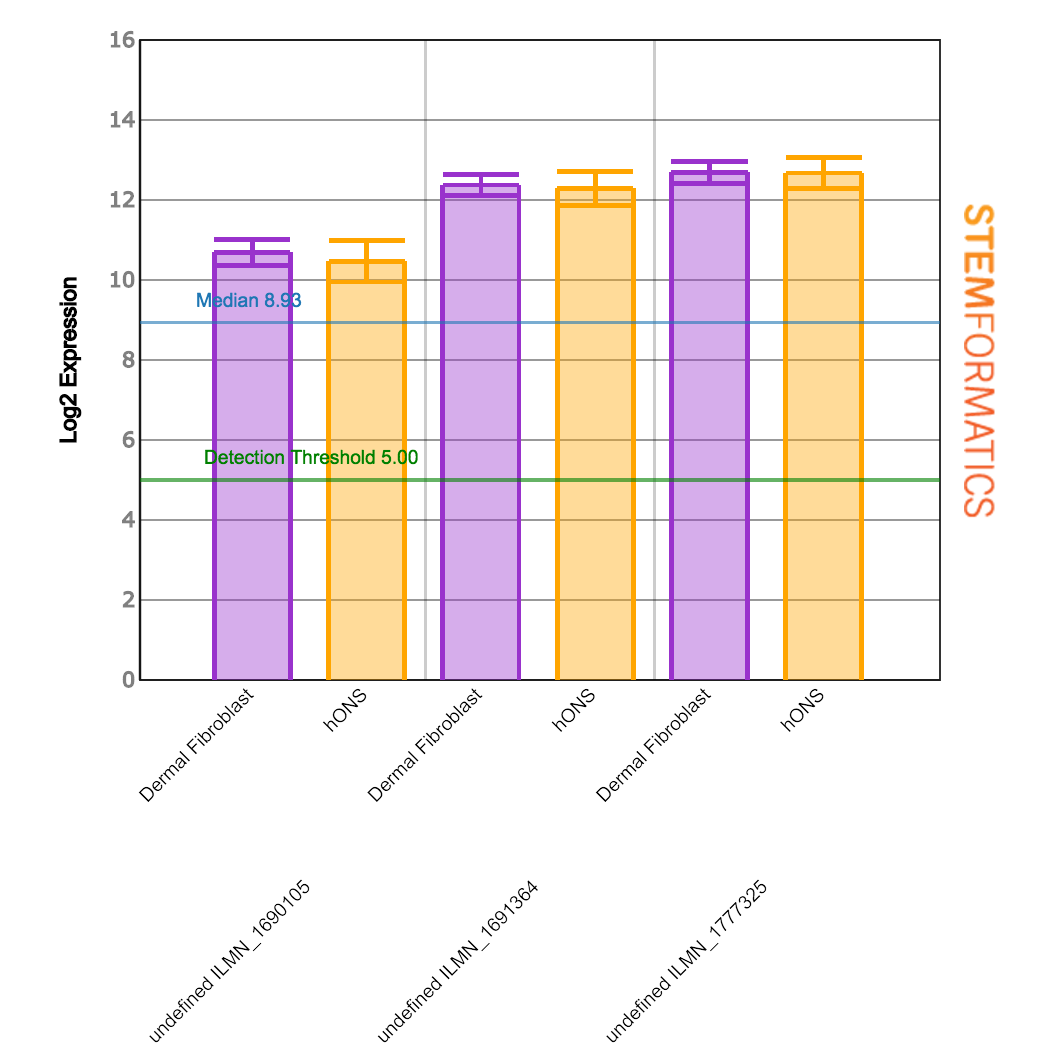 16
14
12
10
8
6
4
2
0
Log2 Expression
Median 8.93
Detection Threshold 5.00
Dermal Fibroblast
hONS
Dermal Fibroblast
hONS
Dermal Fibroblast
hONS
undefined ILMN_1690105
undefined ILMN_1691364
undefined ILMN_1777325
STEMFORMATICS